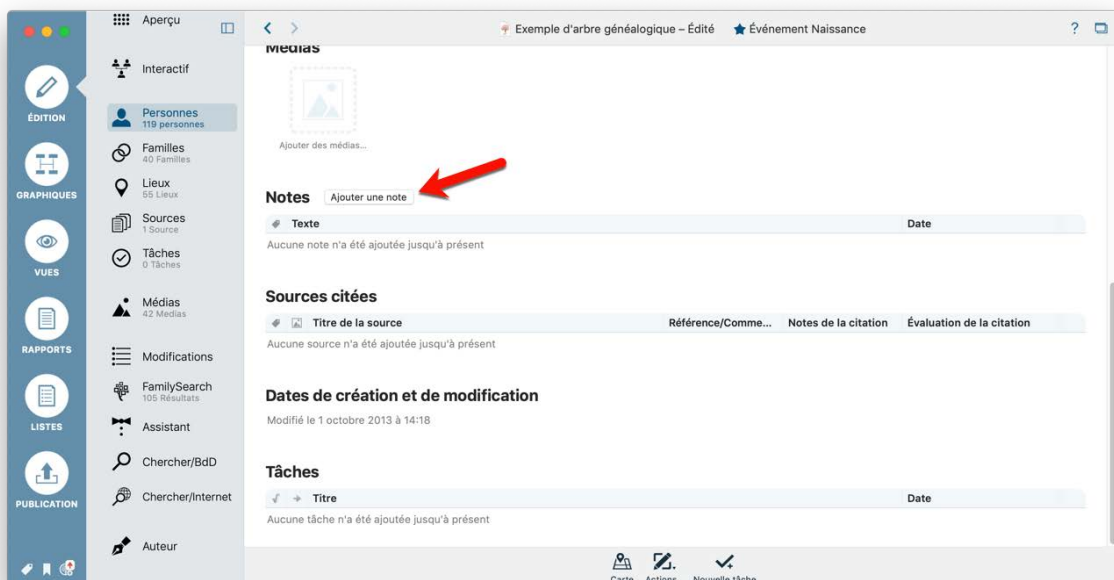 Exemple d'arbre généalogique – Édité Événement Naissance ?
ÉDITION
GRAPHIQUES
VUES
RAPPORTS
LISTES
PUBLICATION
Aperçu
Interactif
Personnes
119 personnes
Familles
40 Familles
Lieux
55 Lieux
Sources
1 Source
Tâches
0 Tâches
Médias
42 Medias
Modifications
FamilySearch
105 Résultats
Assistant
Chercher/BdD
Chercher/Internet
Auteur
Médias
Ajouter des médias...
Notes Ajouter une note
Texte Date
Aucune note n'a été ajoutée jusqu'à présent
Sources citées
Titre de la source Référence/Comme... Notes de la citation Évaluation de la citation
Aucune source n'a été ajoutée jusqu'à présent
Dates de création et de modification
Modifié le 1 octobre 2013 à 14:18
Tâches
Titre Date
Aucune tâche n'a été ajoutée jusqu'à présent
Carte Actions Nouvelle tâche